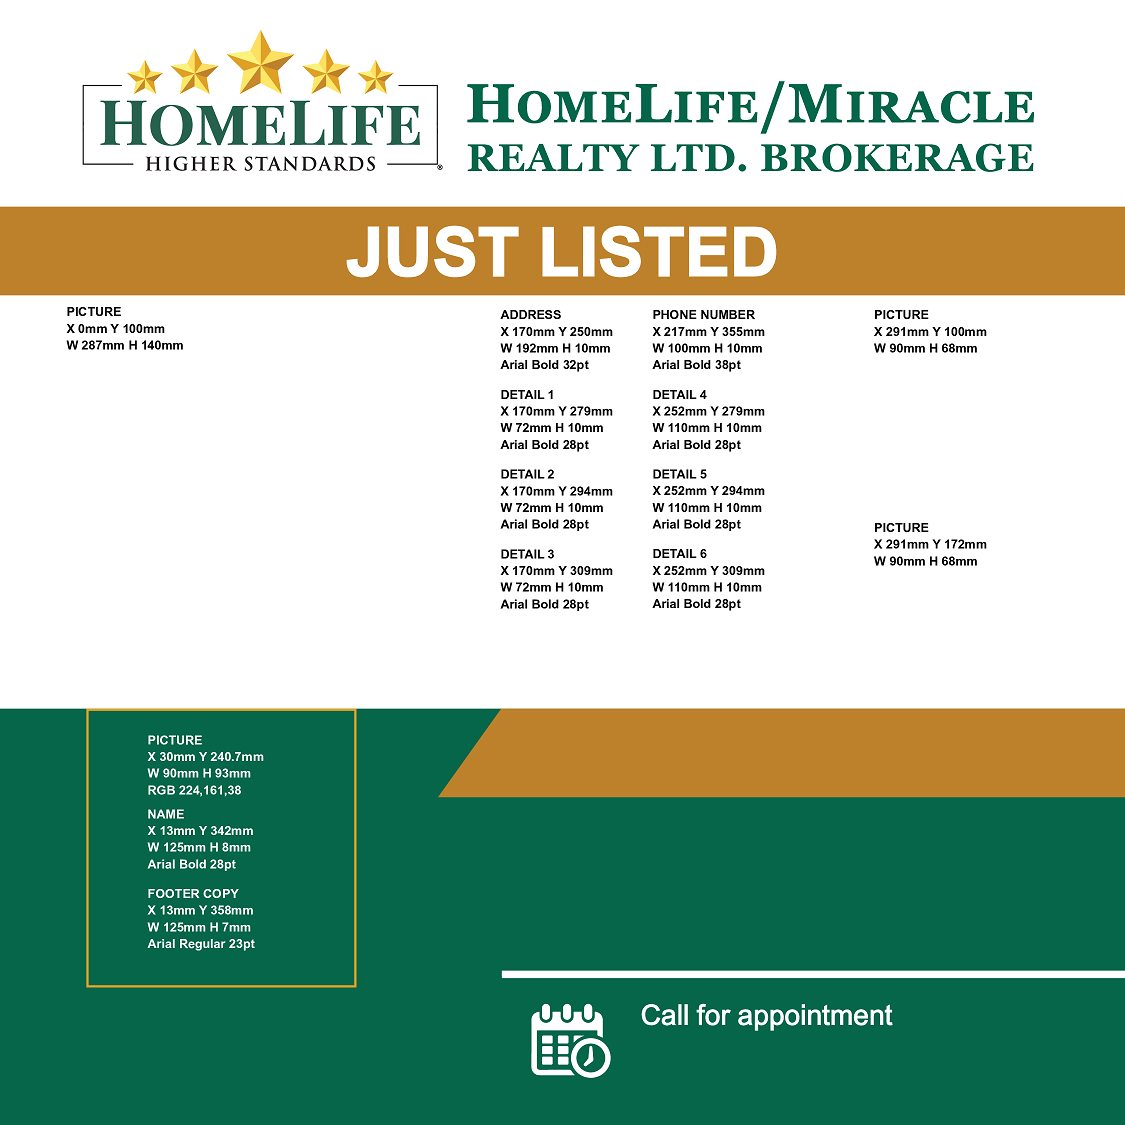 HOMELIFE
HIGHER STANDARDS®
HOMELIFE/MIRACLE
REALTY LTD. BROKERAGE
JUST LISTED
PICTURE
X 0mm Y 100mm
W 287mm H 140mm
ADDRESS
X 170mm Y 250mm
W 192mm H 10mm
Arial Bold 32pt
DETAIL 1
X 170mm Y 279mm
W 72mm H 10mm
Arial Bold 28pt
DETAIL 2
X 170mm Y 294mm
W 72mm H 10mm
Arial Bold 28pt
DETAIL 3
X 170mm Y 309mm
W 72mm H 10mm
Arial Bold 28pt
PHONE NUMBER
X 217mm Y 355mm
W 100mm H 10mm
Arial Bold 38pt
DETAIL 4
X 252mm Y 279mm
W 110mm H 10mm
Arial Bold 28pt
DETAIL 5
X 252mm Y 294mm
W 110mm H 10mm
Arial Bold 28pt
DETAIL 6
X 252mm Y 309mm
W 110mm H 10mm
Arial Bold 28pt
PICTURE
X 291mm Y 100mm
W 90mm H 68mm
PICTURE
X 291mm Y 172mm
W 90mm H 68mm
PICTURE
X 30mm Y 240.7mm
W 90mm H 93mm
RGB 224,161,38
NAME
X 13mm Y 342mm
W 125mm H 8mm
Arial Bold 28pt
FOOTER COPY
X 13mm Y 358mm
W 125mm H 7mm
Arial Regular 23pt
Call for appointment